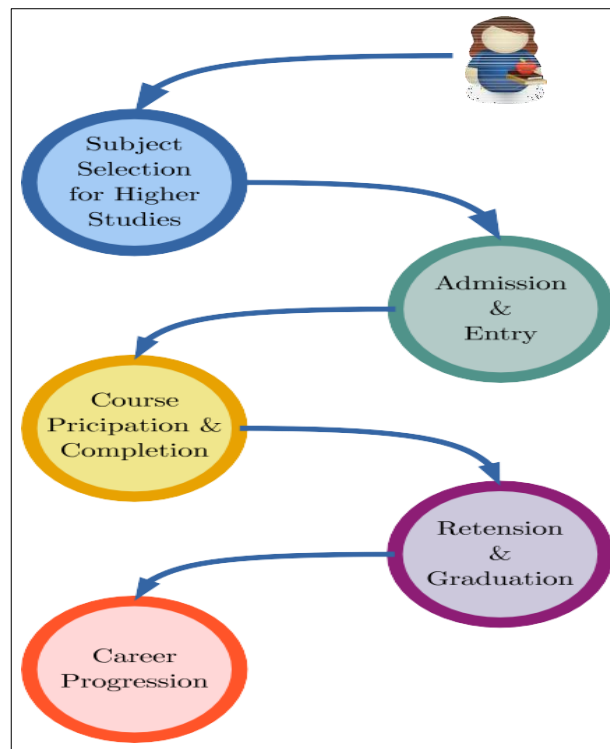 Subject
Selection
for Higher
Studies
Admission
&
Entry
Course
Pricipation &
Completion
Retension
&
Graduation
Career
Progression